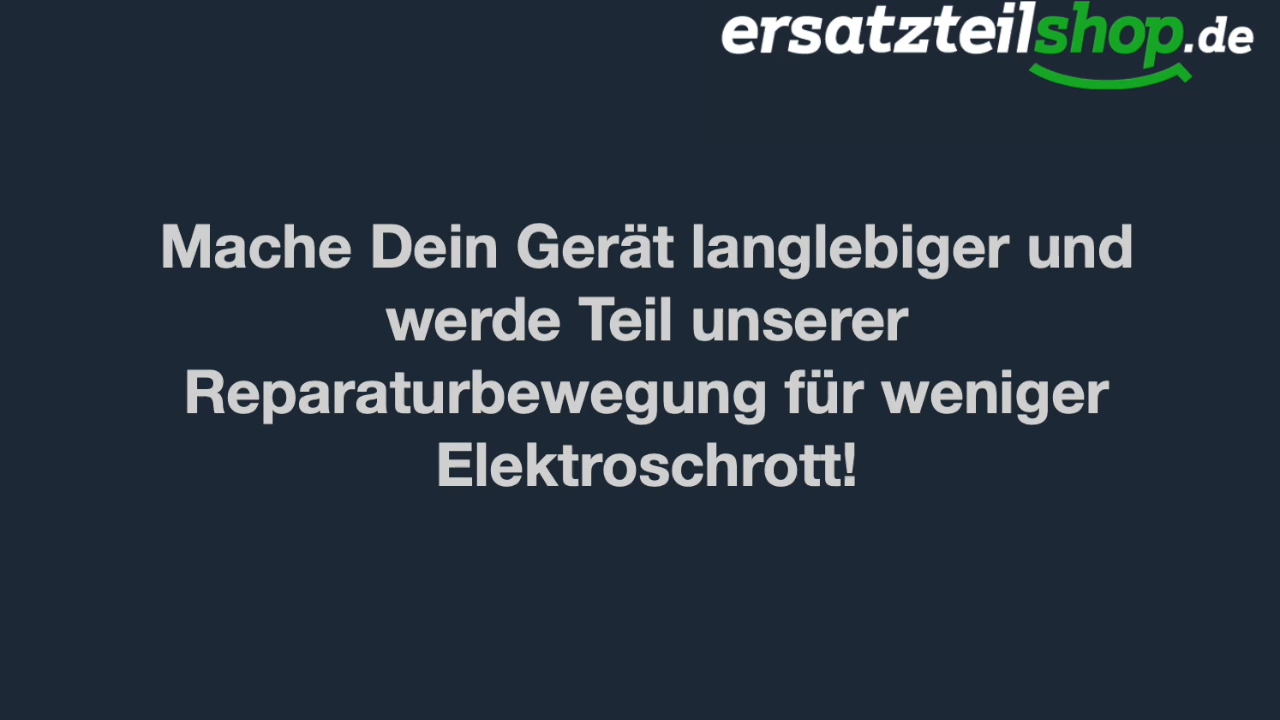 ersatzteilshop.de
Mache Dein Gerät langlebiger und
werde Teil unserer
Reparaturbewegung für weniger
Elektroschrott!